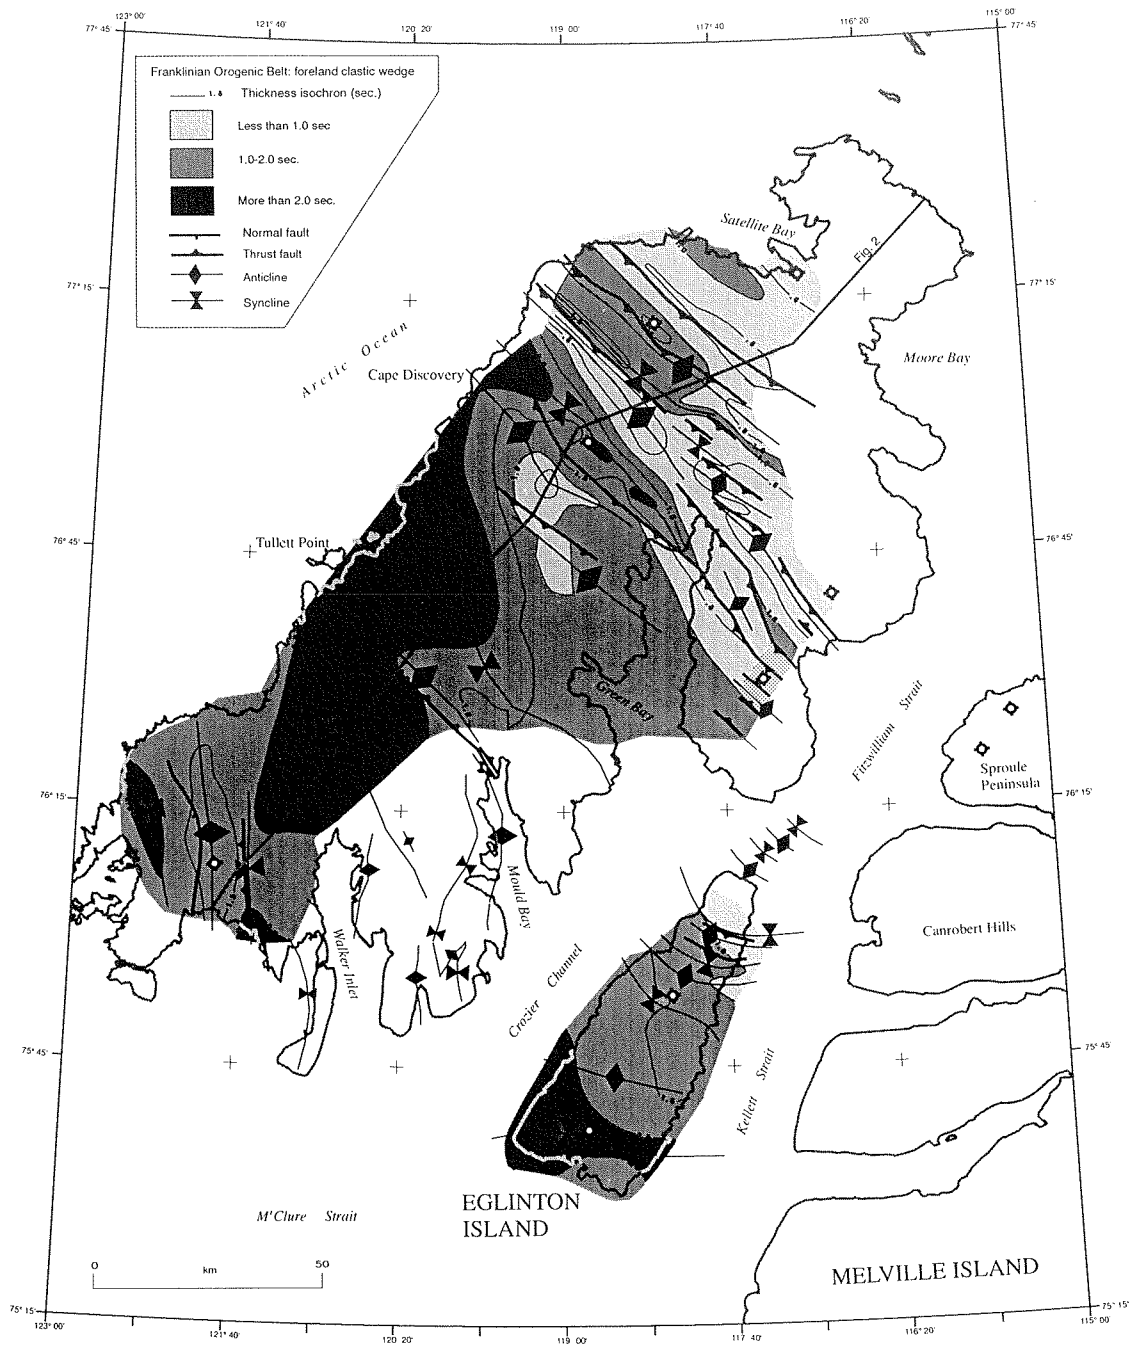 123° 00'
121° 40'
120° 20'
119° 00'
117° 40'
116° 20'
115° 00'
77° 45'
77° 45'
Franklinian Orogenic Belt: foreland clastic wedge
1.8 Thickness isochron (sec.)
Less than 1.0 sec
1.0-2.0 sec.
More than 2.0 sec.
Normal fault
Thrust fault
Anticline
Syncline
Satellite Bay
Fig. 2
77° 15'
77° 15'
Arctic Ocean
Moore Bay
Cape Discovery
76° 45'
Tullett Point
76° 45'
Green Bay
Fitzwilliam Strait
Sproule
Peninsula
76° 15'
76° 15'
Mould Bay
Walker Inlet
Canrobert Hills
Crozier Channel
75° 45'
75° 45'
Kellett Strait
EGLINTON
ISLAND
M'Clure Strait
0 50
km
MELVILLE ISLAND
75° 15'
75° 15'
123° 00'
121° 40'
120° 20'
119 00'
117° 40'
116° 20'
115° 00'